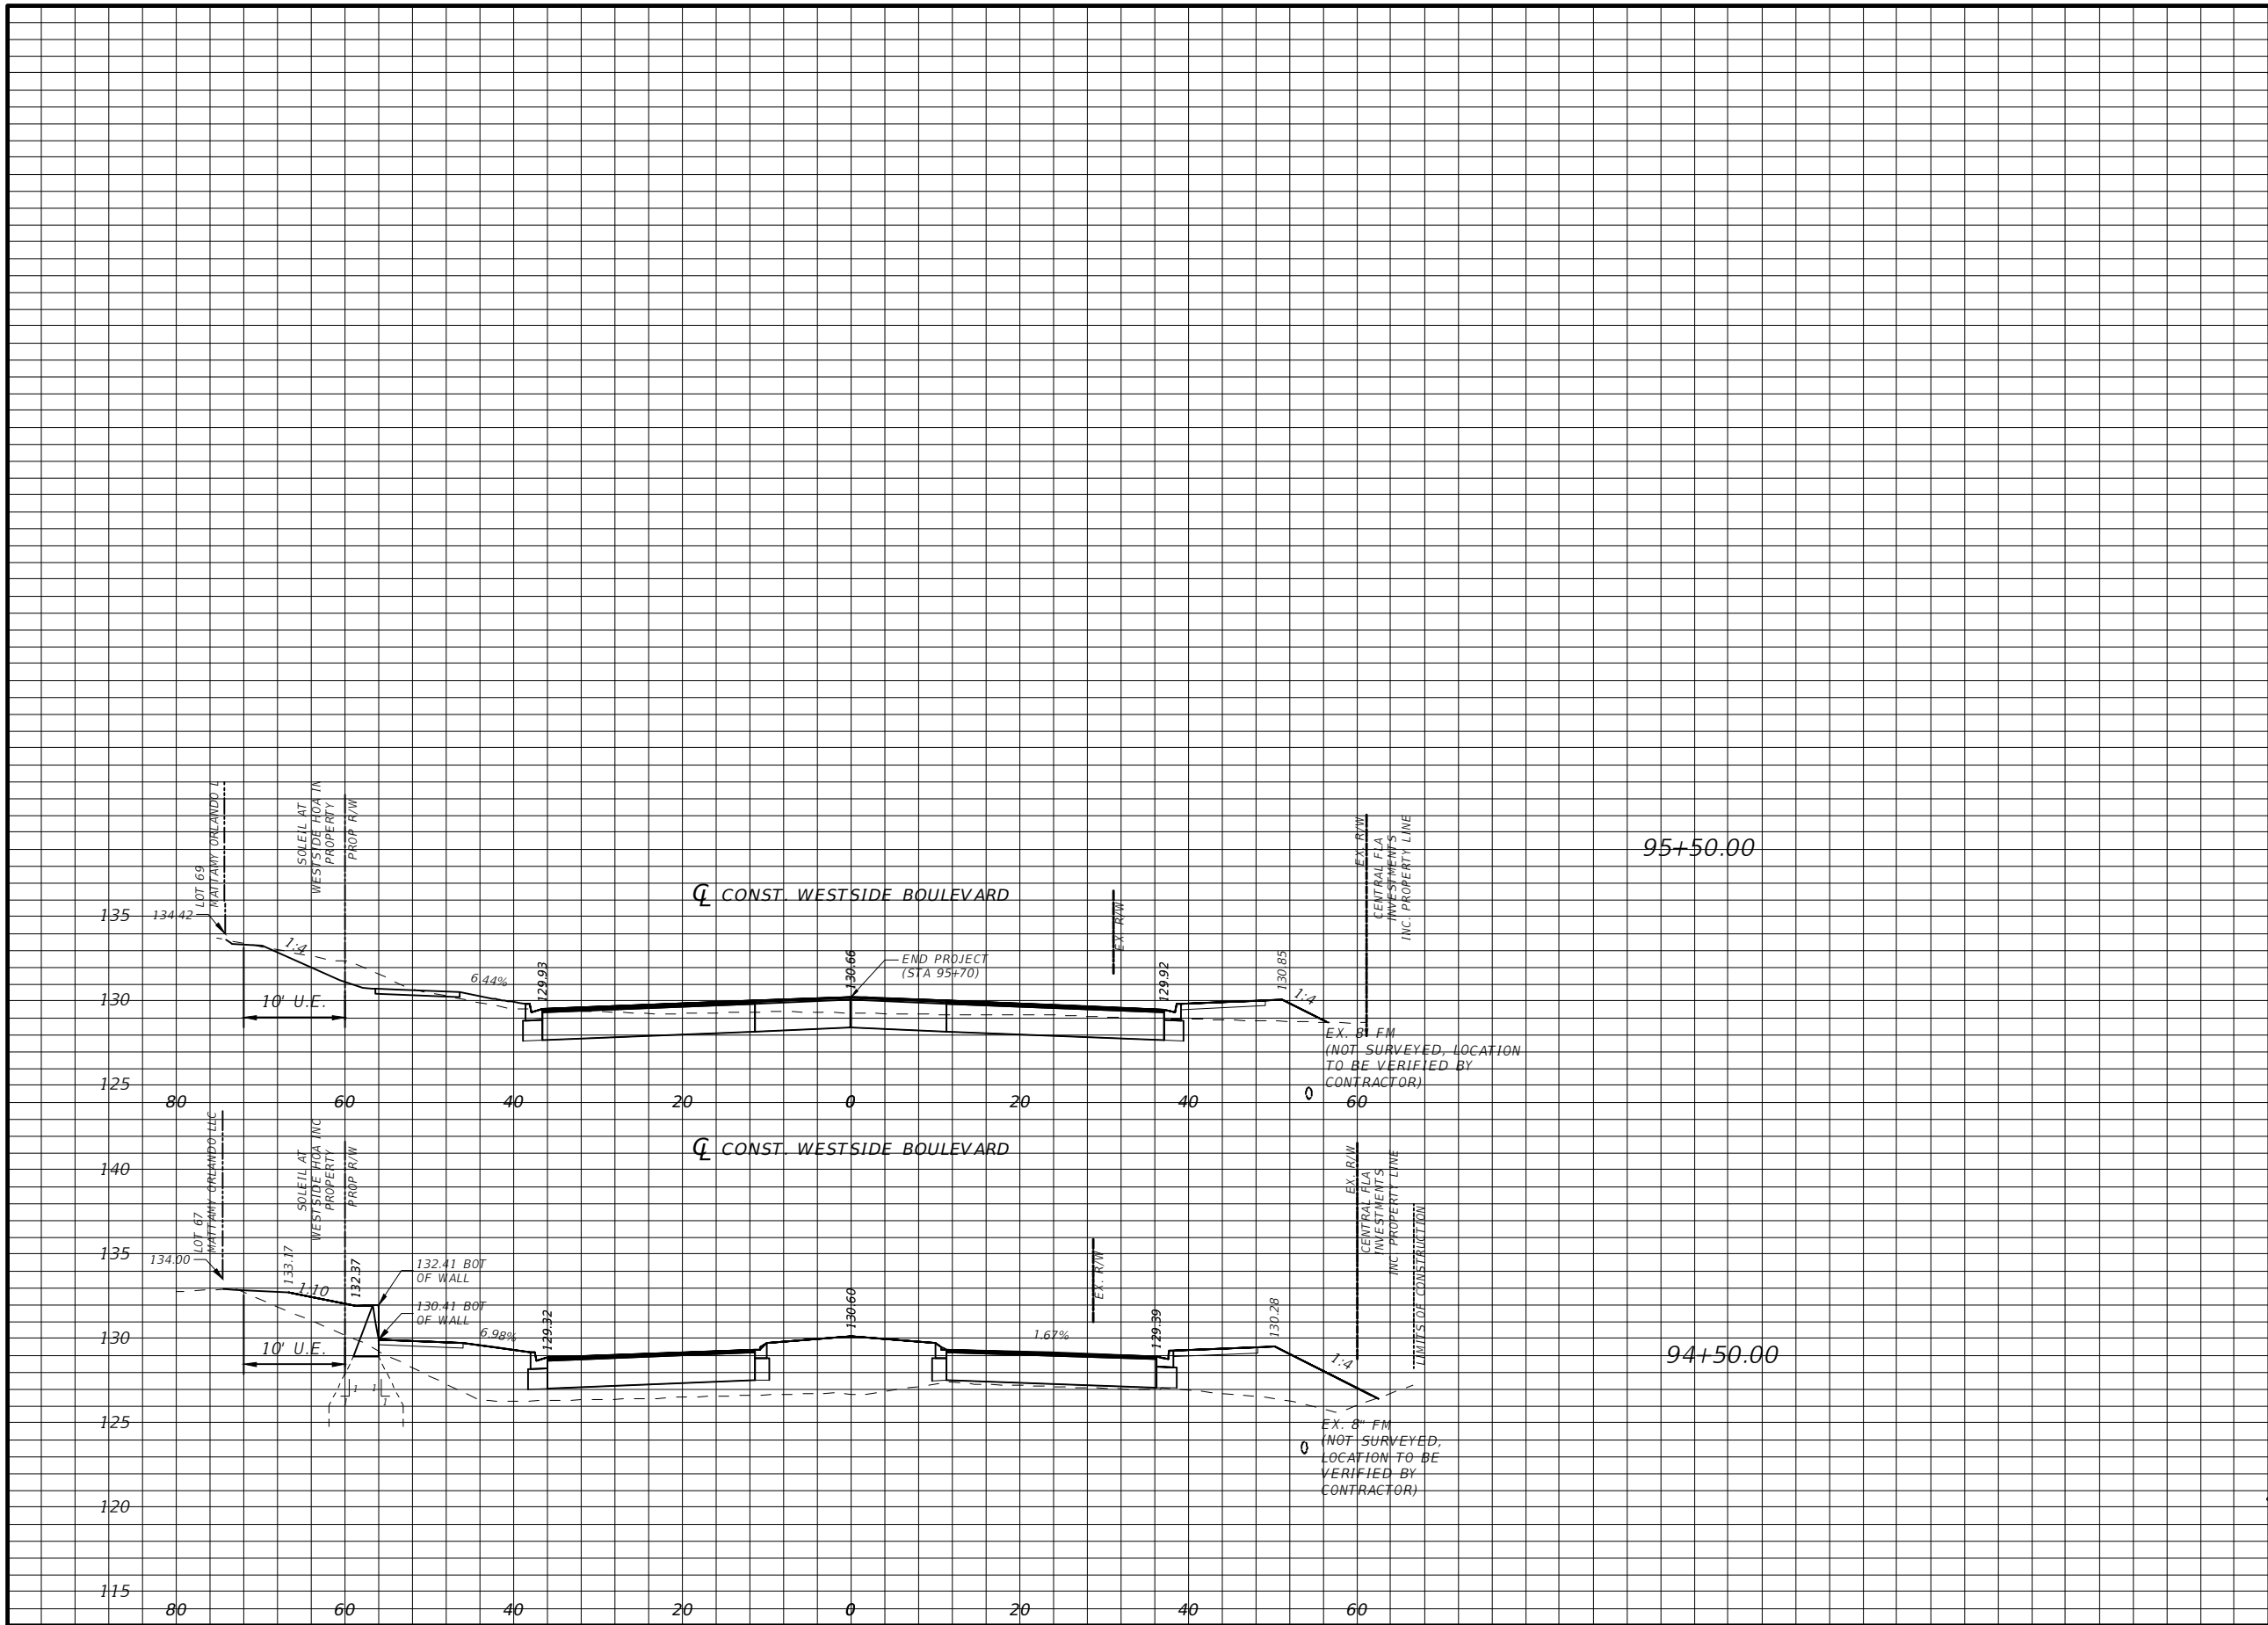 LOT 69
MATTAMY ORLANDO L
SOLEIL AT
WESTSIDE HOA IN
PROPERTY
PROP R/W
EX. R/W
CENTRAL FLA
INVESTMENTS
INC. PROPERTY LINE
95+50.00
℄ CONST. WESTSIDE BOULEVARD
EX. R/W
135
134.42
1:4
6.44%
129.93
130.66
END PROJECT
(STA 95+70)
129.92
130.85
1:4
130
10' U.E.
EX. 8" FM
(NOT SURVEYED, LOCATION
TO BE VERIFIED BY
CONTRACTOR)
125
80 60 40 20 0 20 40 60
LOT 67
MATTAMY ORLANDO LLC
SOLEIL AT
WESTSIDE HOA INC
PROPERTY
PROP R/W
℄ CONST. WESTSIDE BOULEVARD
EX. R/W
CENTRAL FLA
INVESTMENTS
INC PROPERTY LINE
LIMITS OF CONSTRUCTION
140
135
134.00
133.17
1:10
132.37
132.41 BOT
OF WALL
130.41 BOT
OF WALL
EX. R/W
130
10' U.E.
6.98%
129.32
130.60
1.67%
129.39
130.28
1:4
94+50.00
1 1
1 1
125
EX. 8" FM
(NOT SURVEYED,
LOCATION TO BE
VERIFIED BY
CONTRACTOR)
120
115
80 60 40 20 0 20 40 60